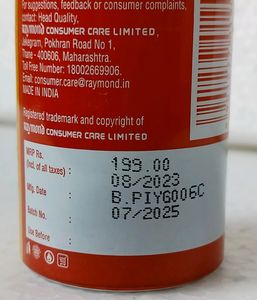 For suggestions, feedback or consumer complaints,
contact: Head Quality,
Raymond CONSUMER CARE LIMITED,
Jekegram, Pokhran Road No 1,
Thane - 400606, Maharashtra.
Toll Free Number: 18002669906.
Email: consumer.care@raymond.in
MADE IN INDIA
Registered trademark and copyright of
Raymond CONSUMER CARE LIMITED
MRP Rs.
(Incl. of all taxes) : 199.00
Mfg. Date : 08/2023
Batch No. : B.PIYG006C
Use Before : 07/2025